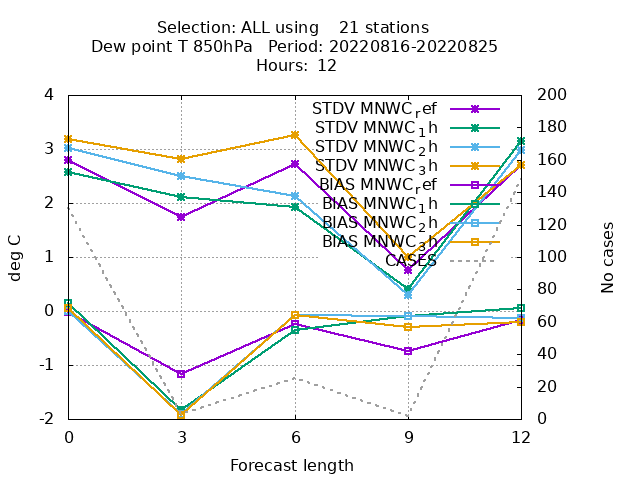 Selection: ALL using 21 stations
Dew point T 850hPa Period: 20220816-20220825
Hours: 12
4
3
2
1
0
-1
-2
deg C
200
180
160
140
120
100
80
60
40
20
0
No cases
STDV MNWC_ref
STDV MNWC_1h
STDV MNWC_2h
STDV MNWC_3h
BIAS MNWC_ref
BIAS MNWC_1h
BIAS MNWC_2h
BIAS MNWC_3h
CASES
0 3 6 9 12
Forecast length